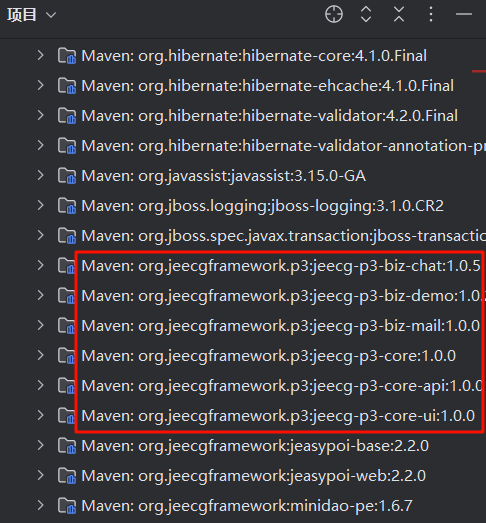 项目
Maven: org.hibernate:hibernate-core:4.1.0.Final
Maven: org.hibernate:hibernate-ehcache:4.1.0.Final
Maven: org.hibernate:hibernate-validator:4.2.0.Final
Maven: org.hibernate:hibernate-validator-annotation-pr
Maven: org.javassist:javassist:3.15.0-GA
Maven: org.jboss.logging:jboss-logging:3.1.0.CR2
Maven: org.jboss.spec.javax.transaction:jboss-transactio
Maven: org.jeecgframework.p3:jeecg-p3-biz-chat:1.0.5
Maven: org.jeecgframework.p3:jeecg-p3-biz-demo:1.0.
Maven: org.jeecgframework.p3:jeecg-p3-biz-mail:1.0.0
Maven: org.jeecgframework.p3:jeecg-p3-core:1.0.0
Maven: org.jeecgframework.p3:jeecg-p3-core-api:1.0.0
Maven: org.jeecgframework.p3:jeecg-p3-core-ui:1.0.0
Maven: org.jeecgframework:jeasypoi-base:2.2.0
Maven: org.jeecgframework:jeasypoi-web:2.2.0
Maven: org.jeecgframework:minidao-pe:1.6.7